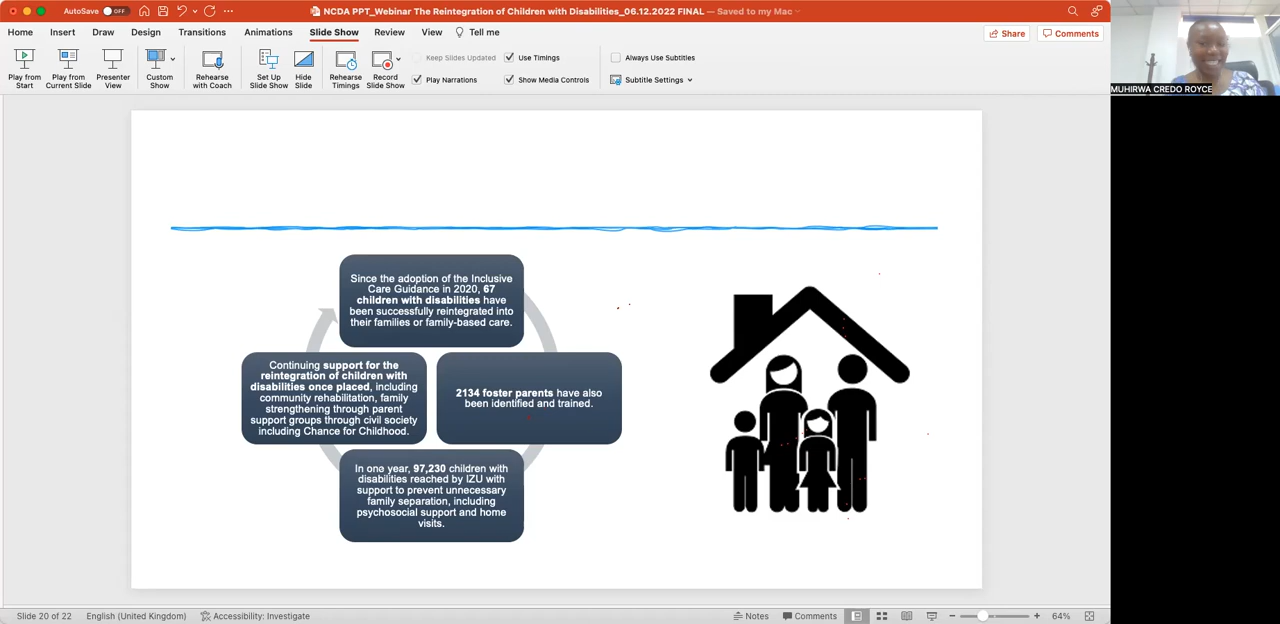 AutoSave OFF
NCDA PPT_Webinar The Reintegration of Children with Disabilities_06.12.2022 FINAL — Saved to my Mac
Home Insert Draw Design Transitions Animations Slide Show Review View Tell me
Share Comments
Play from Start
Play from Current Slide
Presenter View
Custom Show
Rehearse with Coach
Set Up Slide Show
Hide Slide
Rehearse Timings
Record Slide Show
Keep Slides Updated
Use Timings
Play Narrations
Show Media Controls
Always Use Subtitles
Subtitle Settings
MUHIRWA CREDO ROYCE
Since the adoption of the Inclusive
Care Guidance in 2020, 67
children with disabilities have
been successfully reintegrated into
their families or family-based care.
2134 foster parents have also
been identified and trained.
In one year, 97,230 children with
disabilities reached by IZU with
support to prevent unnecessary
family separation, including
psychosocial support and home
visits.
Continuing support for the
reintegration of children with
disabilities once placed, including
community rehabilitation, family
strengthening through parent
support groups through civil society
including Chance for Childhood.
Slide 20 of 22 English (United Kingdom) Accessibility: Investigate
Notes Comments 64%